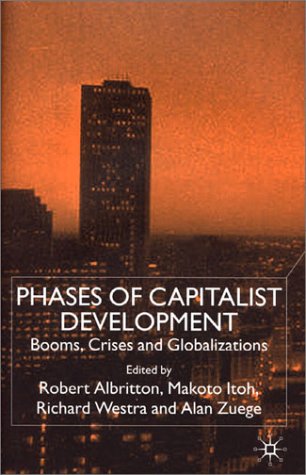 PHASES OF CAPITALIST
DEVELOPMENT
Booms, Crises and Globalizations
Edited by
Robert Albritton, Makoto Itoh,
Richard Westra and Alan Zuege